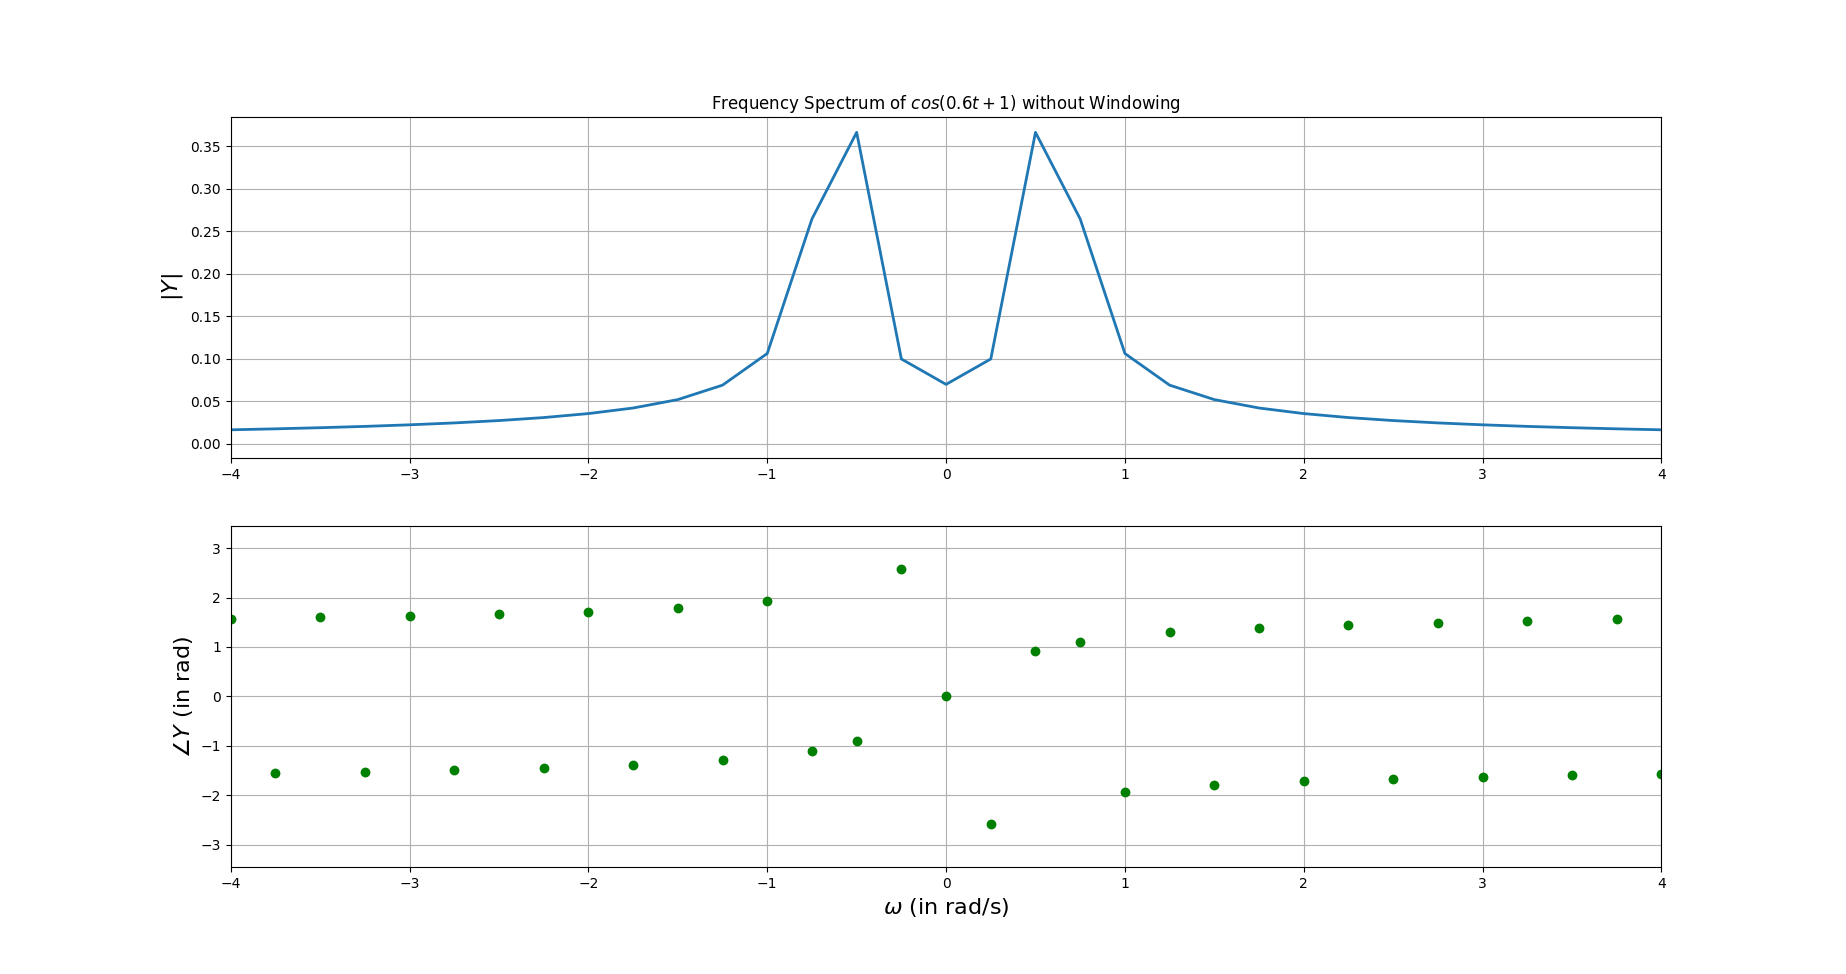 Frequency Spectrum of cos(0.6t + 1) without Windowing
|Y|
0.35
0.30
0.25
0.20
0.15
0.10
0.05
0.00
−4 −3 −2 −1 0 1 2 3 4
∠Y (in rad)
3
2
1
0
−1
−2
−3
−4 −3 −2 −1 0 1 2 3 4
ω (in rad/s)